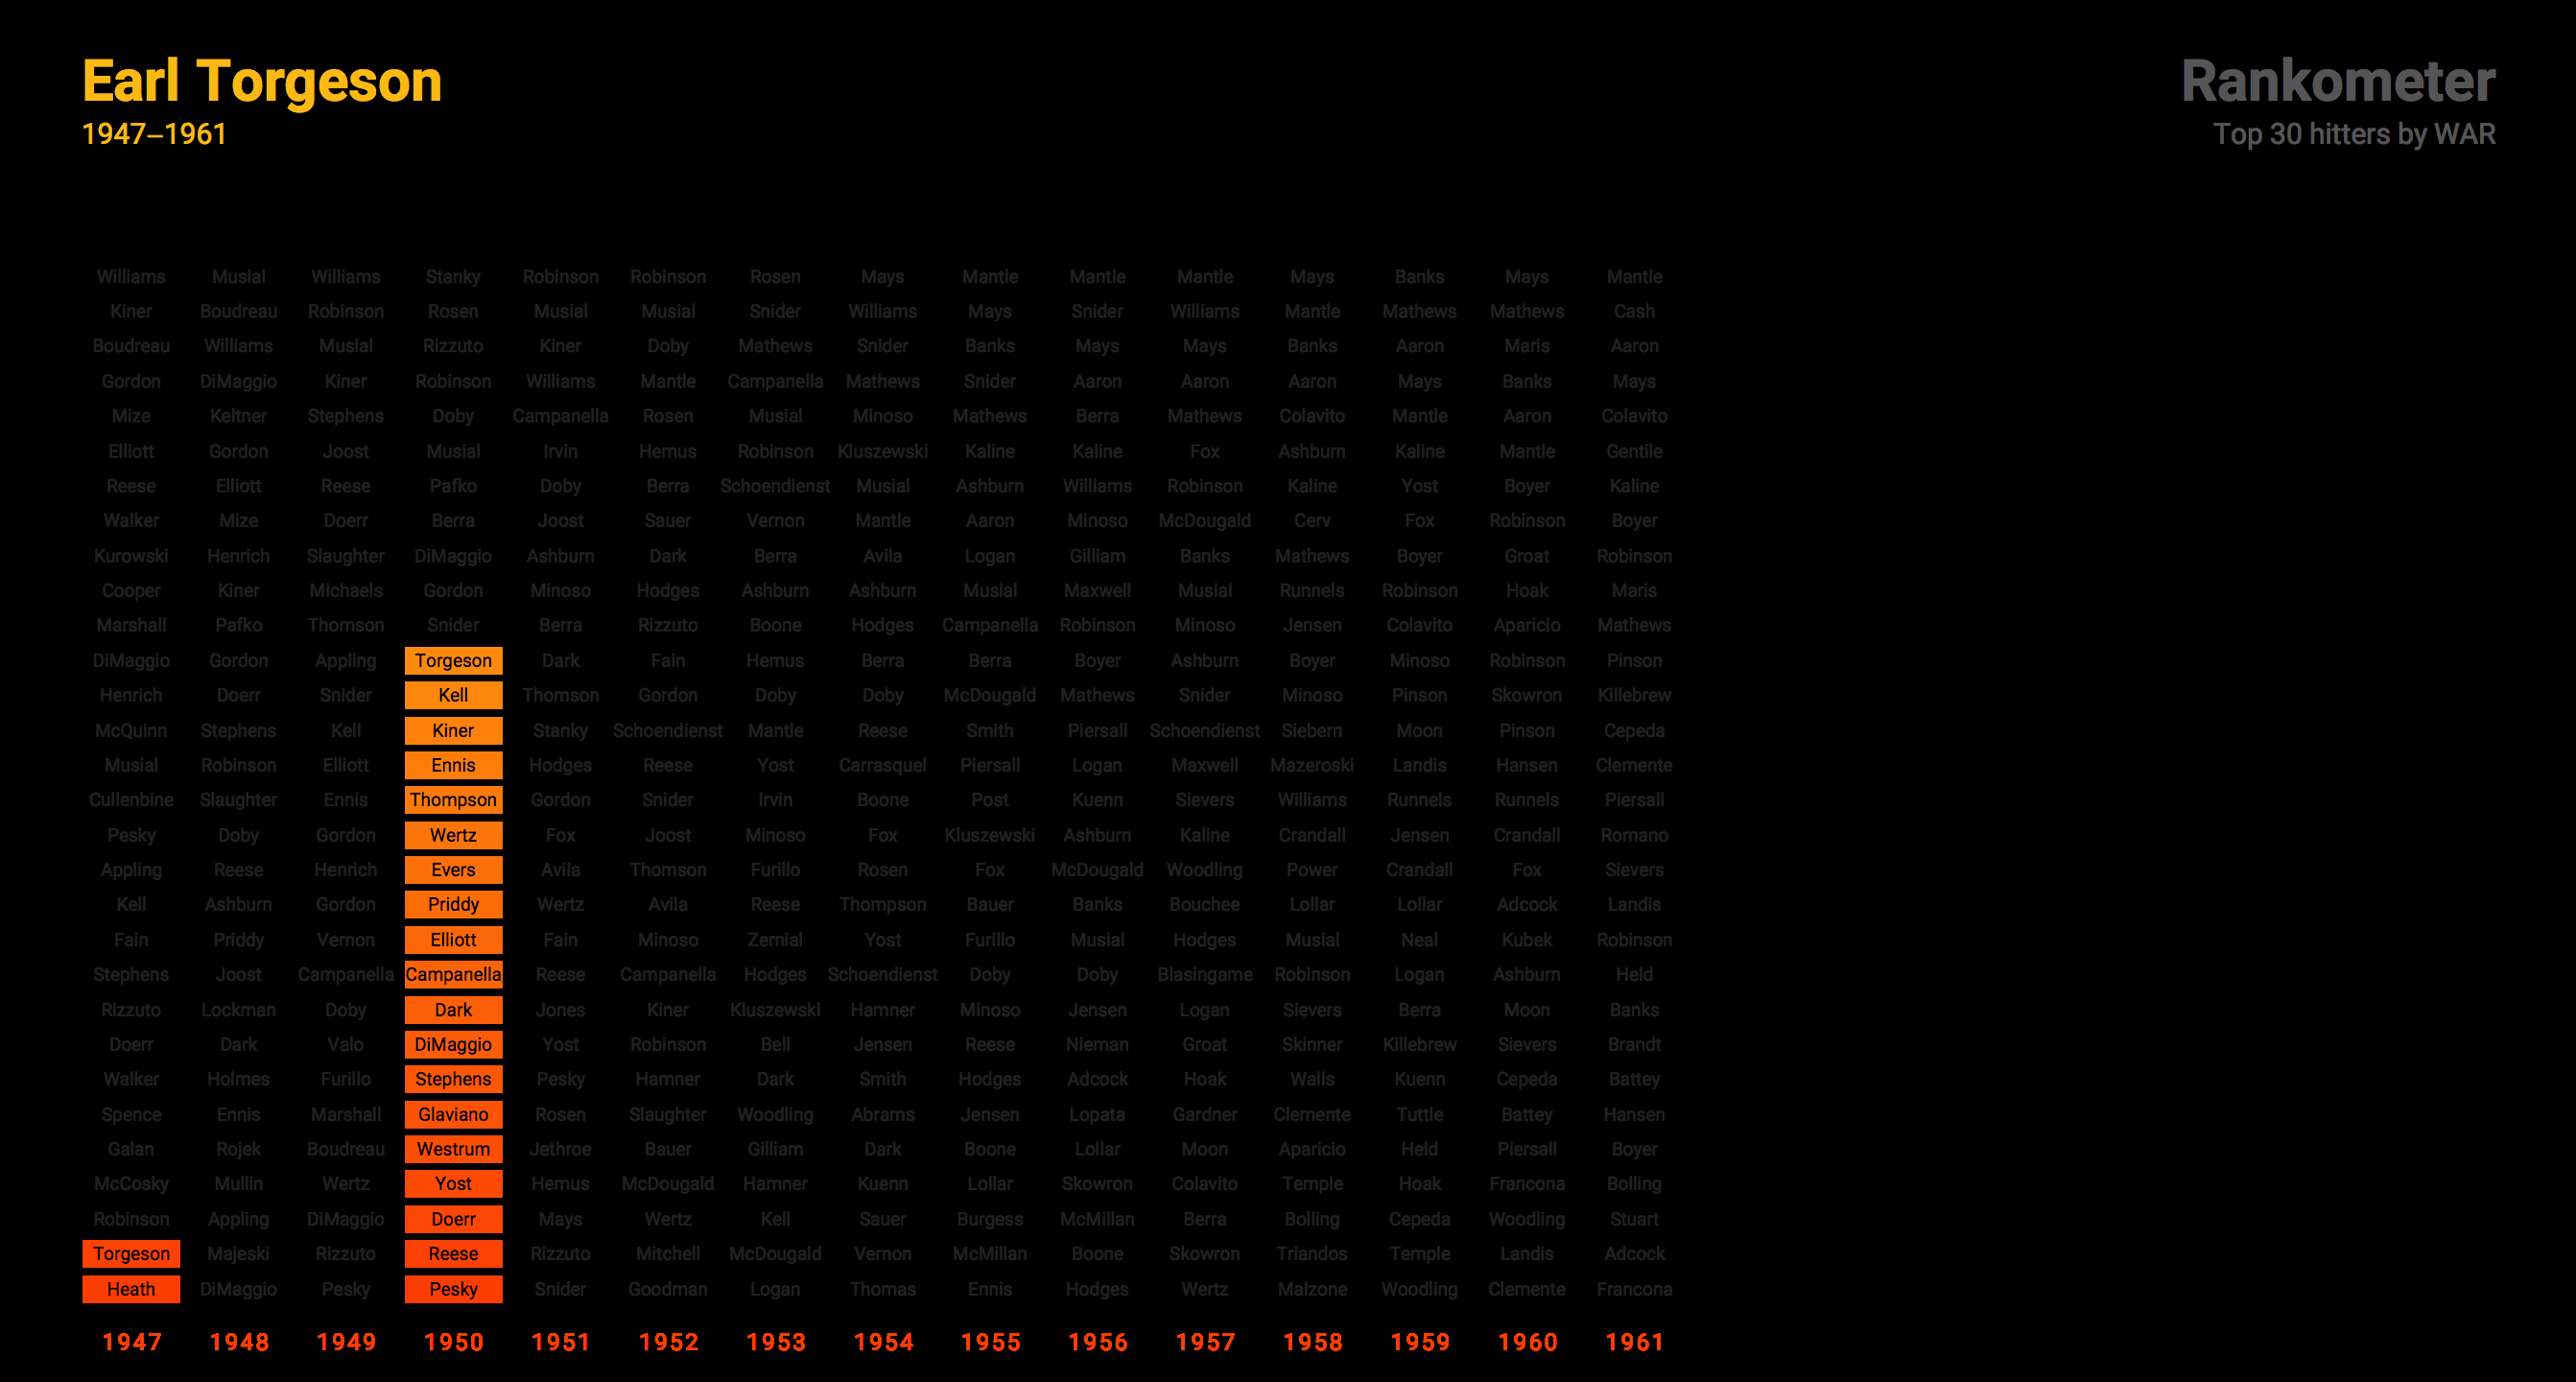 Earl Torgeson
1947–1961
Rankometer
Top 30 hitters by WAR
Williams Musial Williams Stanky Robinson Robinson Rosen Mays Mantle Mantle Mantle Mays Banks Mays Mantle
Kiner Boudreau Robinson Rosen Musial Musial Snider Williams Mays Snider Williams Mantle Mathews Mathews Cash
Boudreau Williams Musial Rizzuto Kiner Doby Mathews Snider Banks Mays Mays Banks Aaron Maris Aaron
Gordon DiMaggio Kiner Robinson Williams Mantle Campanella Mathews Snider Aaron Aaron Aaron Mays Banks Mays
Mize Keltner Stephens Doby Campanella Rosen Musial Minoso Mathews Berra Mathews Colavito Mantle Aaron Colavito
Elliott Gordon Joost Musial Irvin Hemus Robinson Kluszewski Kaline Kaline Fox Ashburn Kaline Mantle Gentile
Reese Elliott Reese Pafko Doby Berra Schoendienst Musial Ashburn Williams Robinson Kaline Yost Boyer Kaline
Walker Mize Doerr Berra Joost Sauer Vernon Mantle Aaron Minoso McDougald Cerv Fox Robinson Boyer
Kurowski Henrich Slaughter DiMaggio Ashburn Dark Berra Avila Logan Gilliam Banks Mathews Boyer Groat Robinson
Cooper Kiner Michaels Gordon Minoso Hodges Ashburn Ashburn Musial Maxwell Musial Runnels Robinson Hoak Maris
Marshall Pafko Thomson Snider Berra Rizzuto Boone Hodges Campanella Robinson Minoso Jensen Colavito Aparicio Mathews
DiMaggio Gordon Appling Torgeson Dark Fain Hemus Berra Berra Boyer Ashburn Boyer Minoso Robinson Pinson
Henrich Doerr Snider Kell Thomson Gordon Doby Doby McDougald Mathews Snider Minoso Pinson Skowron Killebrew
McQuinn Stephens Kell Kiner Stanky Schoendienst Mantle Reese Smith Piersall Schoendienst Siebern Moon Pinson Cepeda
Musial Robinson Elliott Ennis Hodges Reese Yost Carrasquel Piersall Logan Maxwell Mazeroski Landis Hansen Clemente
Cullenbine Slaughter Ennis Thompson Gordon Snider Irvin Boone Post Kuenn Sievers Williams Runnels Runnels Piersall
Pesky Doby Gordon Wertz Fox Joost Minoso Fox Kluszewski Ashburn Kaline Crandall Jensen Crandall Romano
Appling Reese Henrich Evers Avila Thomson Furillo Rosen Fox McDougald Woodling Power Crandall Fox Sievers
Kell Ashburn Gordon Priddy Wertz Avila Reese Thompson Bauer Banks Bouchee Lollar Lollar Adcock Landis
Fain Priddy Vernon Elliott Fain Minoso Zernial Yost Furillo Musial Hodges Musial Neal Kubek Robinson
Stephens Joost Campanella Campanella Reese Campanella Hodges Schoendienst Doby Doby Blasingame Robinson Logan Ashburn Held
Rizzuto Lockman Doby Dark Jones Kiner Kluszewski Hamner Minoso Jensen Logan Sievers Berra Moon Banks
Doerr Dark Valo DiMaggio Yost Robinson Bell Jensen Reese Nieman Groat Skinner Killebrew Sievers Brandt
Walker Holmes Furillo Stephens Pesky Hamner Dark Smith Hodges Adcock Hoak Walls Kuenn Cepeda Battey
Spence Ennis Marshall Glaviano Rosen Slaughter Woodling Abrams Jensen Lopata Gardner Clemente Tuttle Battey Hansen
Galan Rojek Boudreau Westrum Jethroe Bauer Gilliam Dark Boone Lollar Moon Aparicio Held Piersall Boyer
McCosky Mullin Wertz Yost Hemus McDougald Hamner Kuenn Lollar Skowron Colavito Temple Hoak Francona Bolling
Robinson Appling DiMaggio Doerr Mays Wertz Kell Sauer Burgess McMillan Berra Bolling Cepeda Woodling Stuart
Torgeson Majeski Rizzuto Reese Rizzuto Mitchell McDougald Vernon McMillan Boone Skowron Triandos Temple Landis Adcock
Heath DiMaggio Pesky Pesky Snider Goodman Logan Thomas Ennis Hodges Wertz Malzone Woodling Clemente Francona
1947 1948 1949 1950 1951 1952 1953 1954 1955 1956 1957 1958 1959 1960 1961